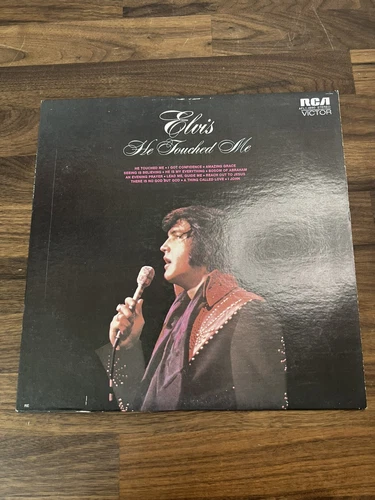 RCA
VICTOR
Elvis
He Touched Me
HE TOUCHED ME • I GOT CONFIDENCE • AMAZING GRACE
SEEING IS BELIEVING • HE IS MY EVERYTHING • BOSOM OF ABRAHAM
AN EVENING PRAYER • LEAD ME, GUIDE ME • REACH OUT TO JESUS
THERE IS NO GOD BUT GOD • A THING CALLED LOVE • I, JOHN